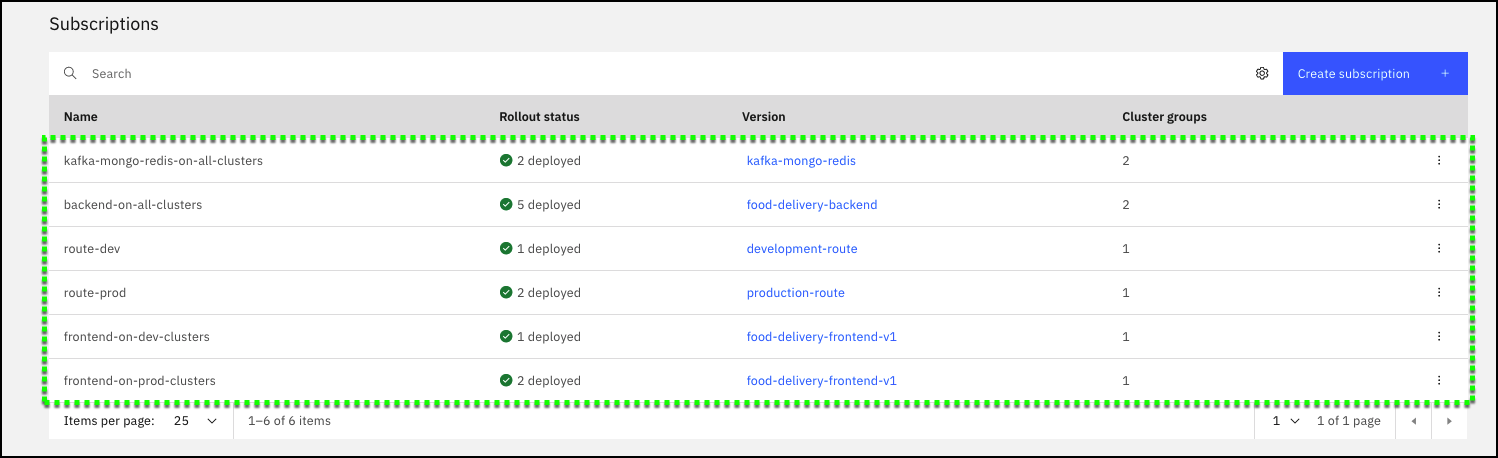 Subscriptions
Search
Create subscription +
Name Rollout status Version Cluster groups
kafka-mongo-redis-on-all-clusters 2 deployed kafka-mongo-redis 2
backend-on-all-clusters 5 deployed food-delivery-backend 2
route-dev 1 deployed development-route 1
route-prod 2 deployed production-route 1
frontend-on-dev-clusters 1 deployed food-delivery-frontend-v1 1
frontend-on-prod-clusters 2 deployed food-delivery-frontend-v1 1
Items per page: 25 1–6 of 6 items 1 1 of 1 page